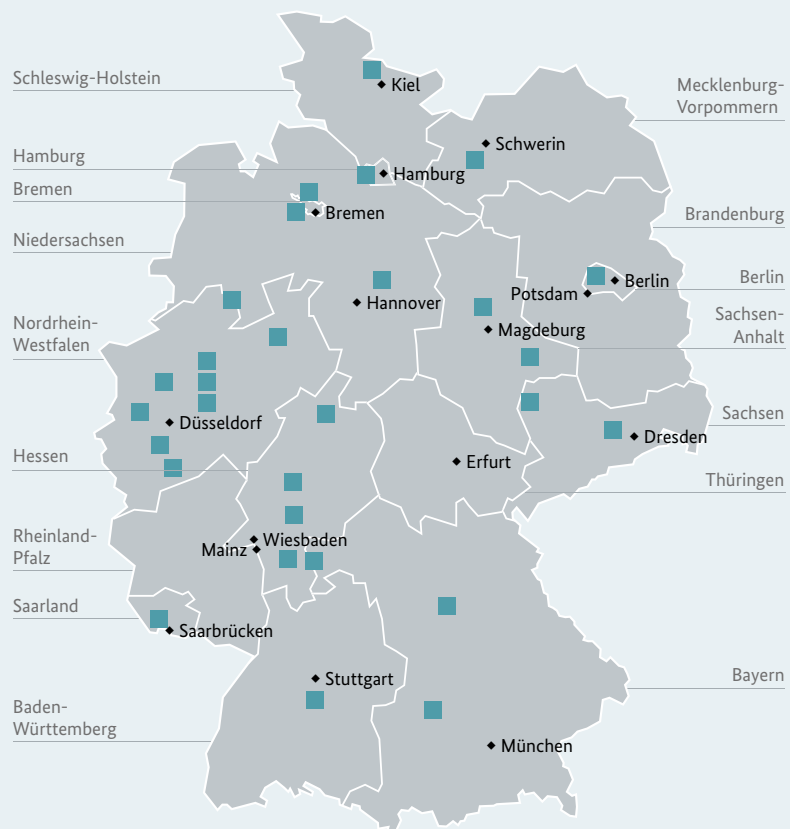 Schleswig-Holstein
Kiel
Mecklenburg-
Vorpommern
Schwerin
Hamburg
Hamburg
Bremen
Bremen
Brandenburg
Niedersachsen
Berlin
Berlin
Potsdam
Hannover
Sachsen-
Anhalt
Nordrhein-
Westfalen
Magdeburg
Düsseldorf
Sachsen
Dresden
Hessen
Erfurt
Thüringen
Rheinland-
Pfalz
Wiesbaden
Mainz
Saarland
Saarbrücken
Stuttgart
Bayern
Baden-
Württemberg
München